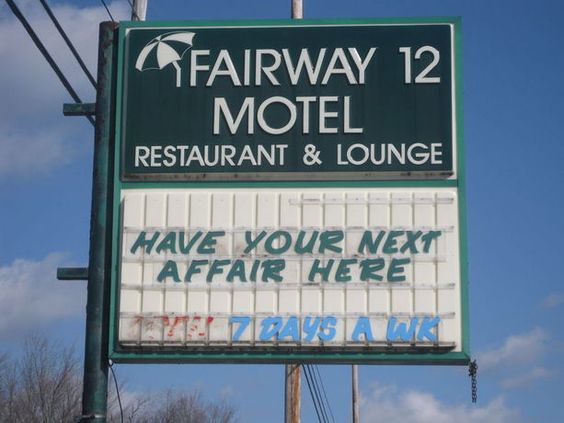 FAIRWAY 12
MOTEL
RESTAURANT & LOUNGE
HAVE YOUR NEXT
AFFAIR HERE
7 DAYS A WK